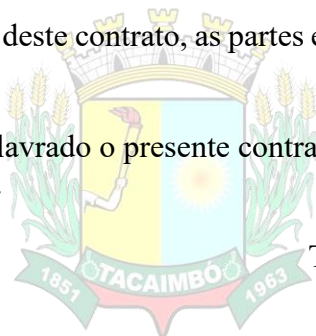 deste contrato, as partes e
lavrado o presente contra
T
1851 TACAIMBÓ 1963